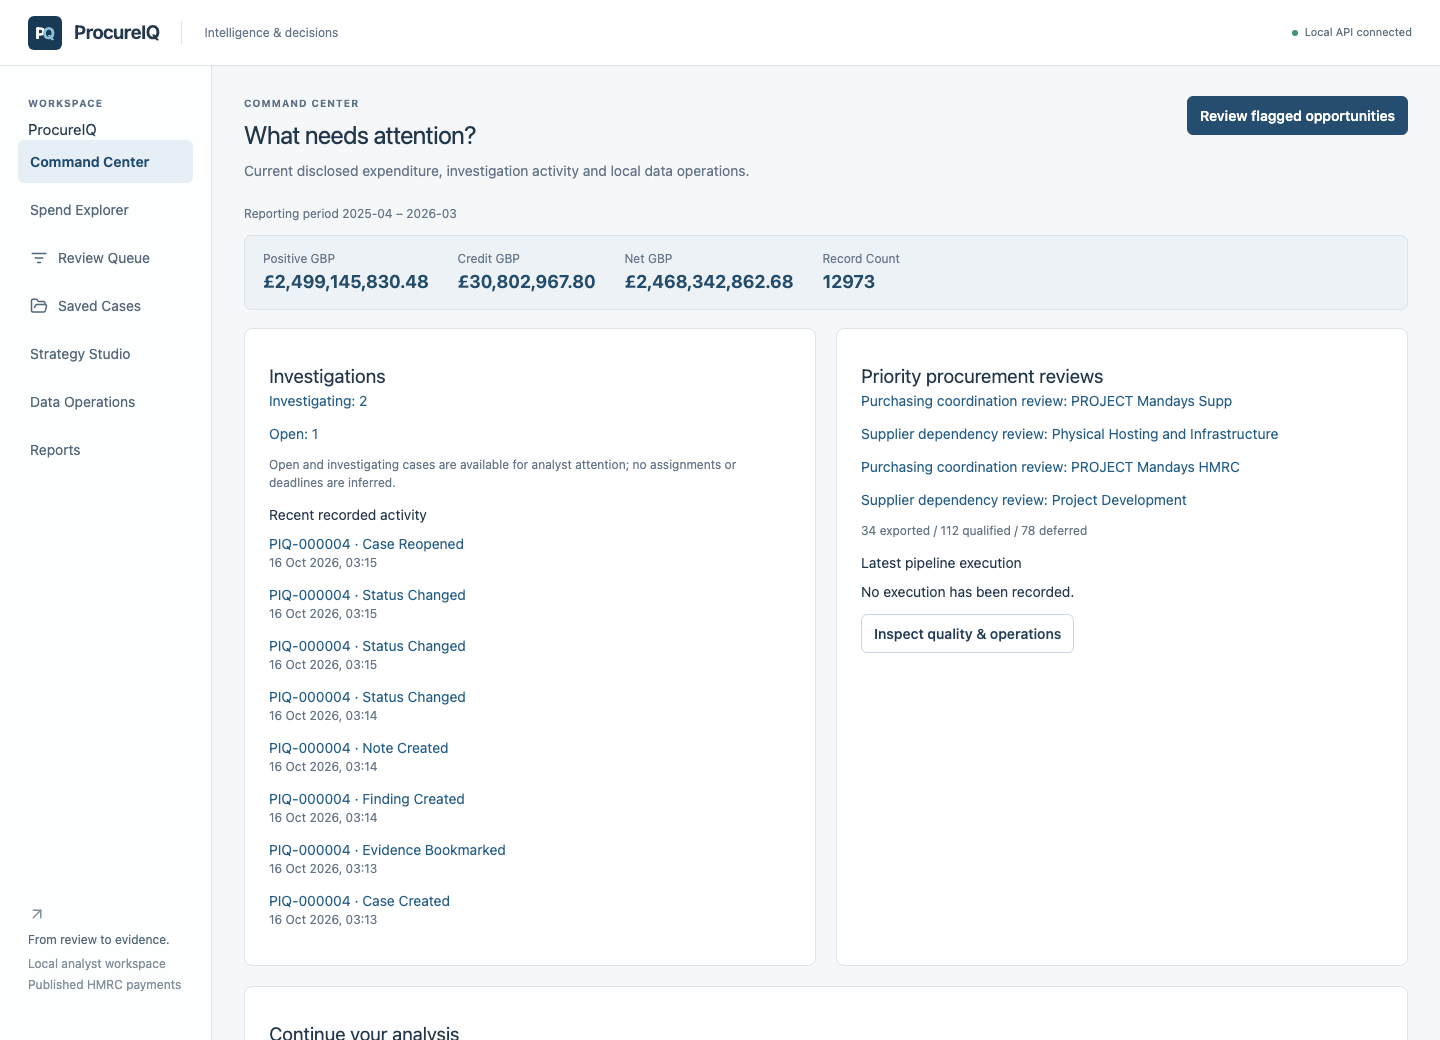 PQ ProcureIQ
Intelligence & decisions
Local API connected
WORKSPACE
ProcureIQ
Command Center
Spend Explorer
Review Queue
Saved Cases
Strategy Studio
Data Operations
Reports
From review to evidence.
Local analyst workspace
Published HMRC payments
COMMAND CENTER
What needs attention?
Current disclosed expenditure, investigation activity and local data operations.
Review flagged opportunities
Reporting period 2025-04 – 2026-03
Positive GBP
£2,499,145,830.48
Credit GBP
£30,802,967.80
Net GBP
£2,468,342,862.68
Record Count
12973
Investigations
Investigating: 2
Open: 1
Open and investigating cases are available for analyst attention; no assignments or
deadlines are inferred.
Recent recorded activity
PIQ-000004 · Case Reopened
16 Oct 2026, 03:15
PIQ-000004 · Status Changed
16 Oct 2026, 03:15
PIQ-000004 · Status Changed
16 Oct 2026, 03:15
PIQ-000004 · Status Changed
16 Oct 2026, 03:14
PIQ-000004 · Note Created
16 Oct 2026, 03:14
PIQ-000004 · Finding Created
16 Oct 2026, 03:14
PIQ-000004 · Evidence Bookmarked
16 Oct 2026, 03:13
PIQ-000004 · Case Created
16 Oct 2026, 03:13
Priority procurement reviews
Purchasing coordination review: PROJECT Mandays Supp
Supplier dependency review: Physical Hosting and Infrastructure
Purchasing coordination review: PROJECT Mandays HMRC
Supplier dependency review: Project Development
34 exported / 112 qualified / 78 deferred
Latest pipeline execution
No execution has been recorded.
Inspect quality & operations
Continue your analysis